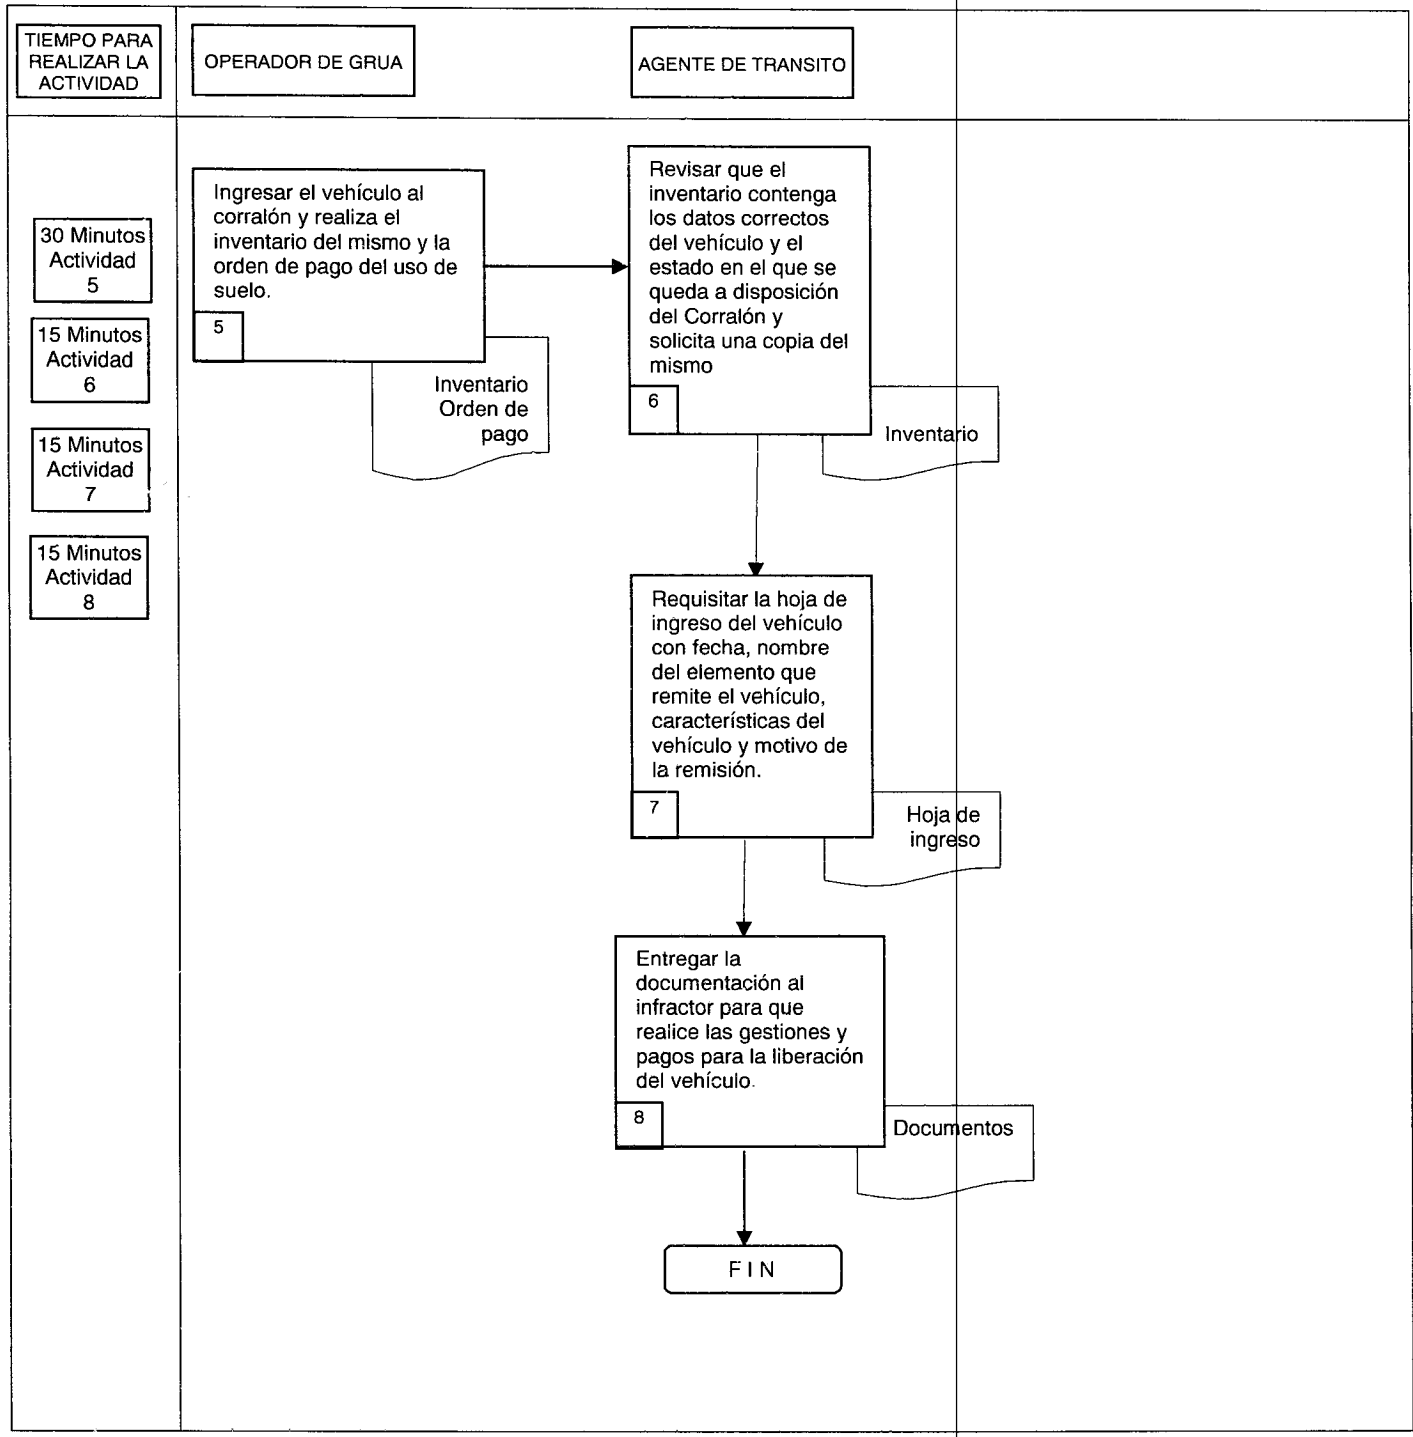 TIEMPO PARA
REALIZAR LA
ACTIVIDAD
OPERADOR DE GRUA
AGENTE DE TRANSITO
30 Minutos
Actividad
5
15 Minutos
Actividad
6
15 Minutos
Actividad
7
15 Minutos
Actividad
8
Ingresar el vehículo al
corralón y realiza el
inventario del mismo y la
orden de pago del uso de
suelo.
5
Inventario
Orden de
pago
Revisar que el
inventario contenga
los datos correctos
del vehículo y el
estado en el que se
queda a disposición
del Corralón y
solicita una copia del
mismo
6
Inventario
Requisitar la hoja de
ingreso del vehículo
con fecha, nombre
del elemento que
remite el vehículo,
características del
vehículo y motivo de
la remisión.
7
Hoja de
ingreso
Entregar la
documentación al
infractor para que
realice las gestiones y
pagos para la liberación
del vehículo.
8
Documentos
FIN